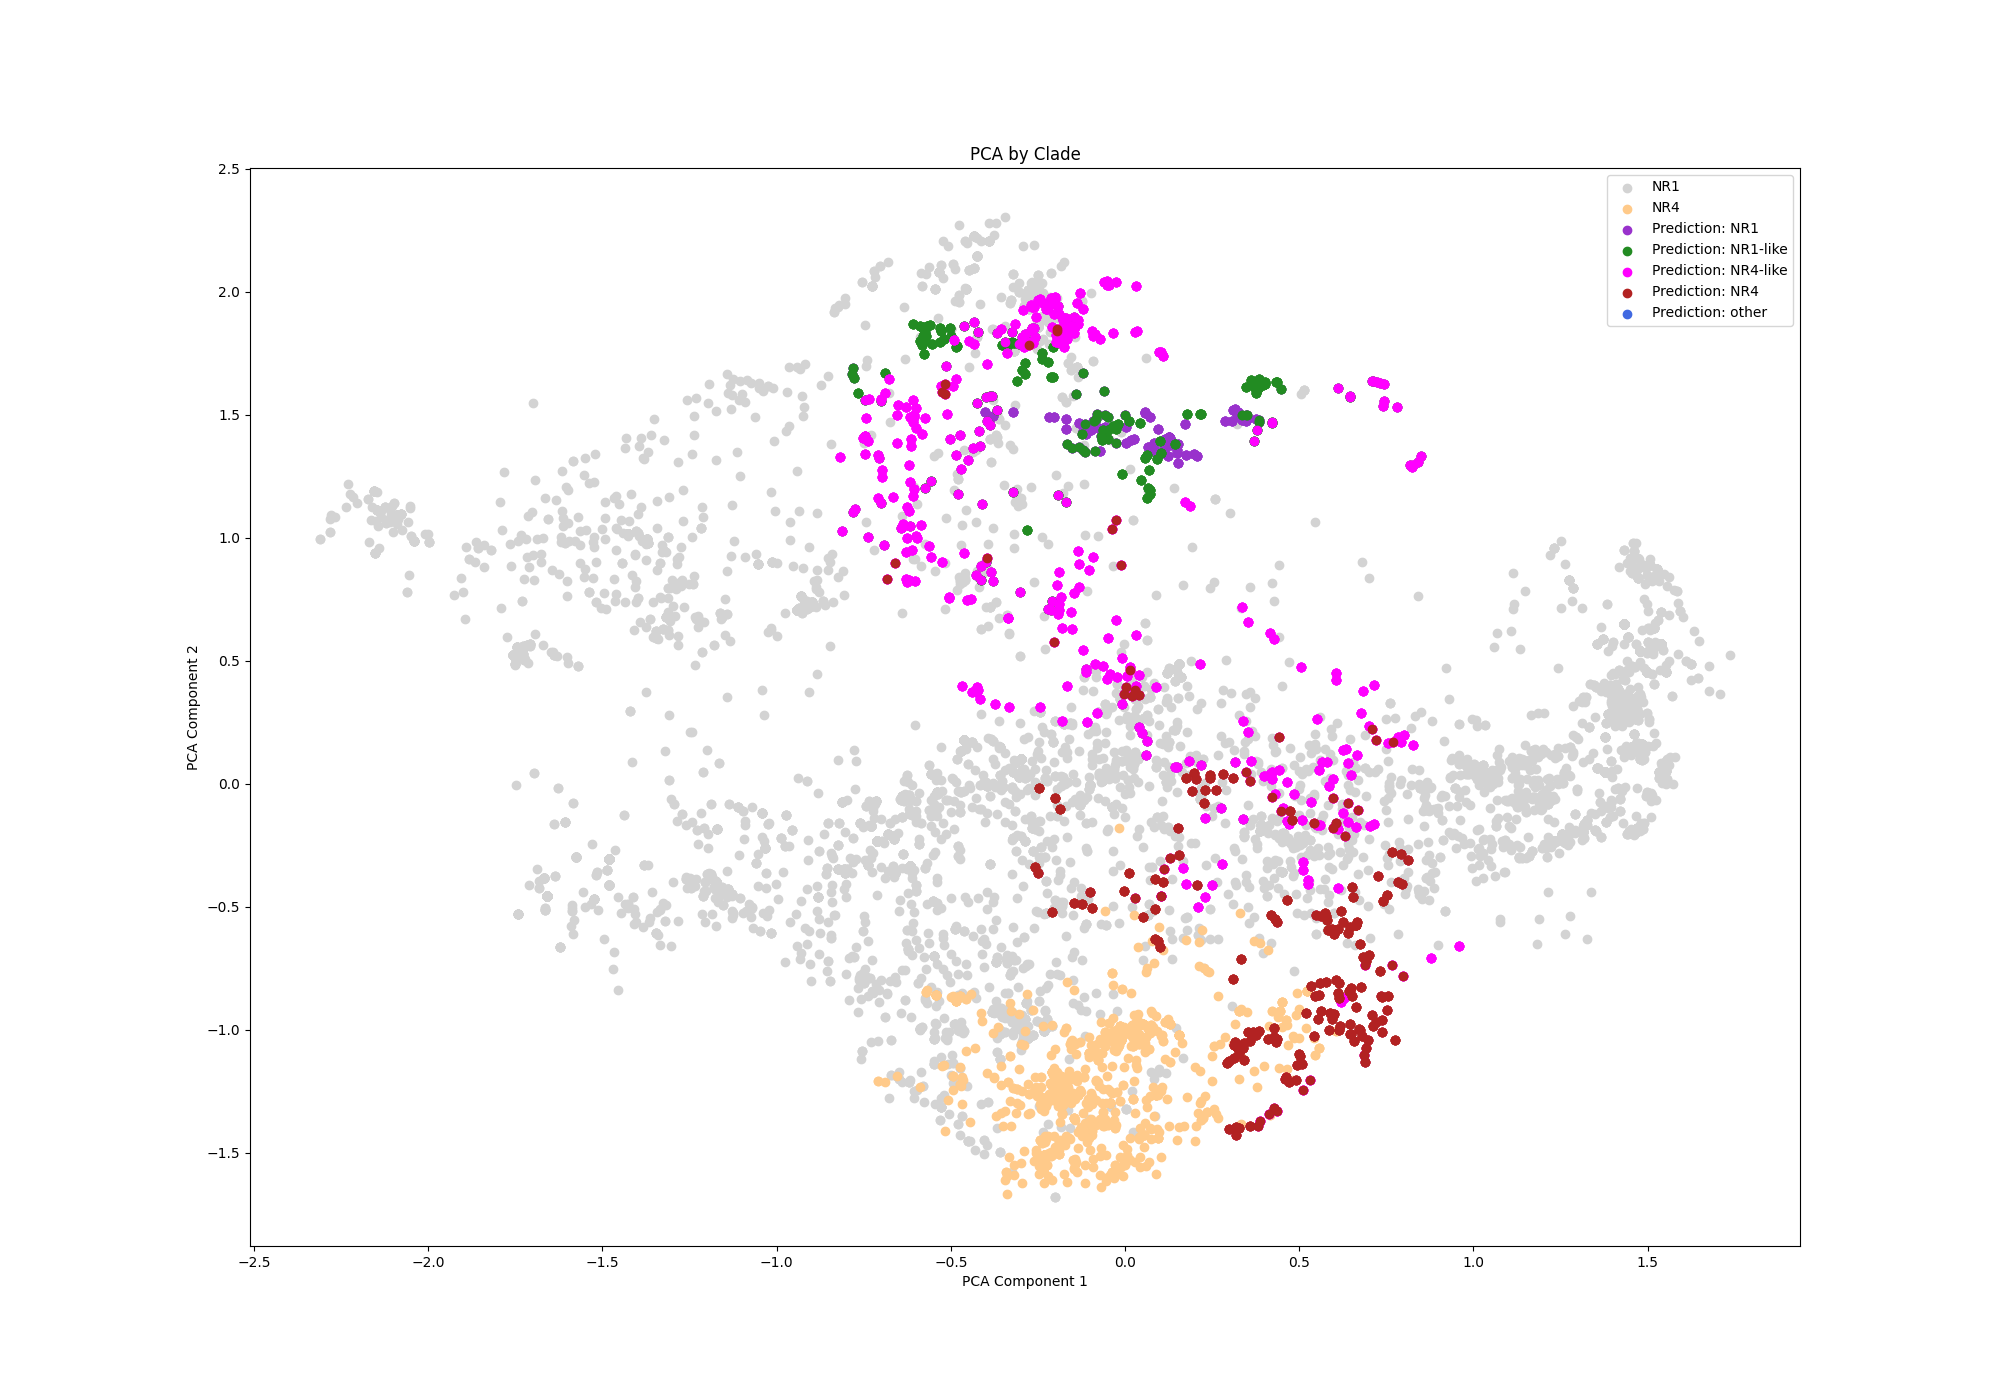 PCA by Clade
NR1
NR4
Prediction: NR1
Prediction: NR1-like
Prediction: NR4-like
Prediction: NR4
Prediction: other
PCA Component 2
2.5
2.0
1.5
1.0
0.5
0.0
−0.5
−1.0
−1.5
−2.5
−2.0
−1.5
−1.0
−0.5
0.0
0.5
1.0
1.5
PCA Component 1